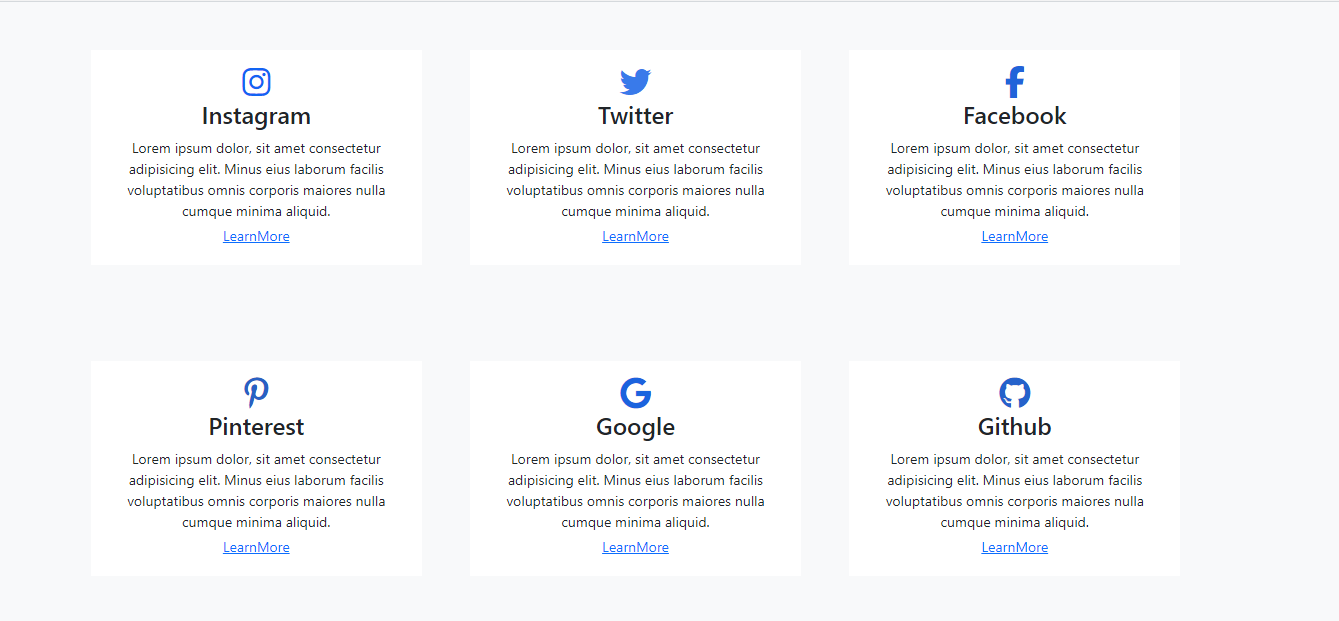 Instagram
Lorem ipsum dolor, sit amet consectetur
adipisicing elit. Minus eius laborum facilis
voluptatibus omnis corporis maiores nulla
cumque minima aliquid.
LearnMore
Twitter
Lorem ipsum dolor, sit amet consectetur
adipisicing elit. Minus eius laborum facilis
voluptatibus omnis corporis maiores nulla
cumque minima aliquid.
LearnMore
Facebook
Lorem ipsum dolor, sit amet consectetur
adipisicing elit. Minus eius laborum facilis
voluptatibus omnis corporis maiores nulla
cumque minima aliquid.
LearnMore
Pinterest
Lorem ipsum dolor, sit amet consectetur
adipisicing elit. Minus eius laborum facilis
voluptatibus omnis corporis maiores nulla
cumque minima aliquid.
LearnMore
Google
Lorem ipsum dolor, sit amet consectetur
adipisicing elit. Minus eius laborum facilis
voluptatibus omnis corporis maiores nulla
cumque minima aliquid.
LearnMore
Github
Lorem ipsum dolor, sit amet consectetur
adipisicing elit. Minus eius laborum facilis
voluptatibus omnis corporis maiores nulla
cumque minima aliquid.
LearnMore